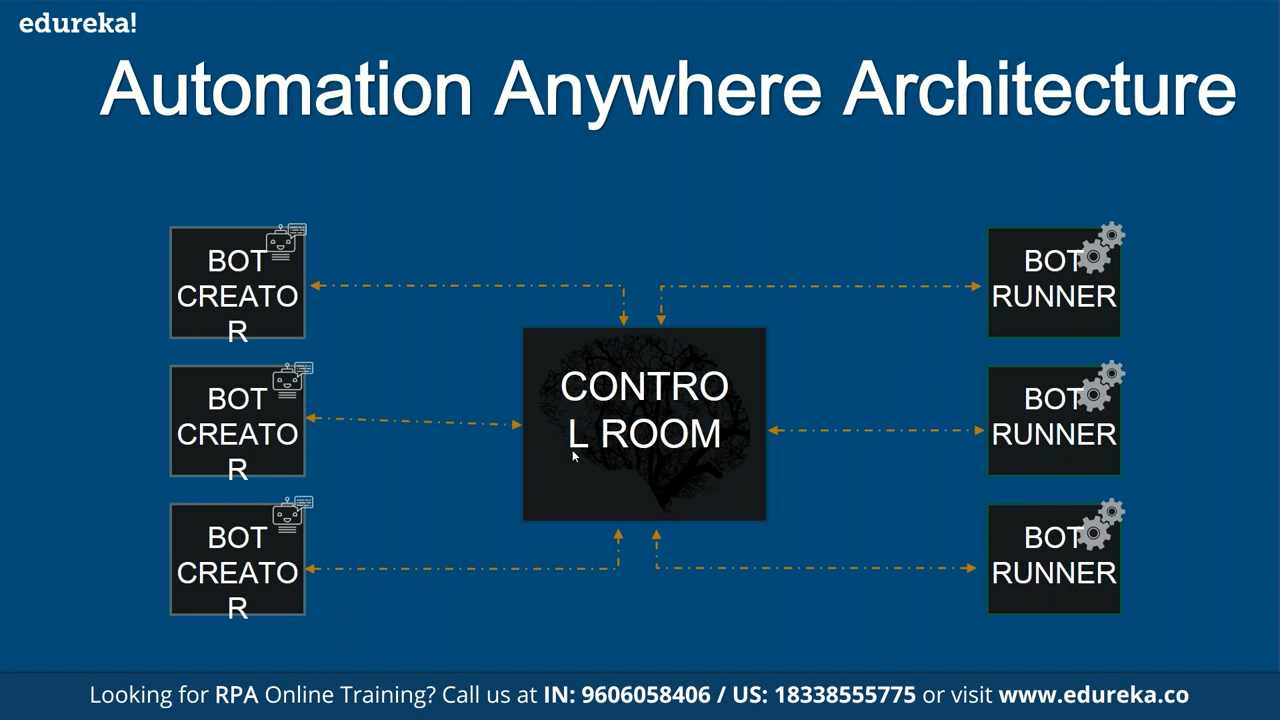 edureka!
Automation Anywhere Architecture
BOT
CREATO
R
BOT
RUNNER
CONTRO
L ROOM
BOT
CREATO
R
BOT
RUNNER
BOT
CREATO
R
BOT
RUNNER
Looking for RPA Online Training? Call us at IN: 9606058406 / US: 18338555775 or visit www.edureka.co